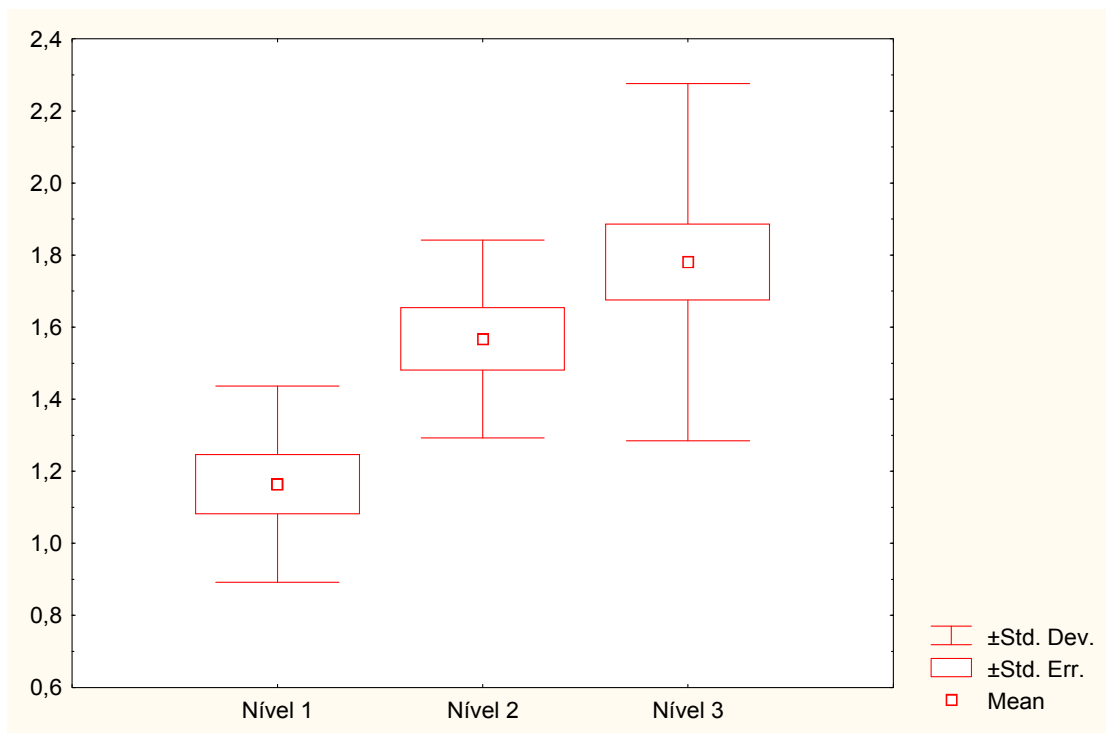 2,4
2,2
2,0
1,8
1,6
1,4
1,2
1,0
0,8
0,6
Nível 1 Nível 2 Nível 3
±Std. Dev.
±Std. Err.
Mean